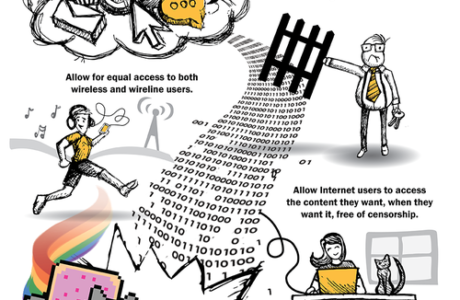 Allow for equal access to both
wireless and wireline users.
Allow Internet users to access
the content they want, when they
want it, free of censorship.